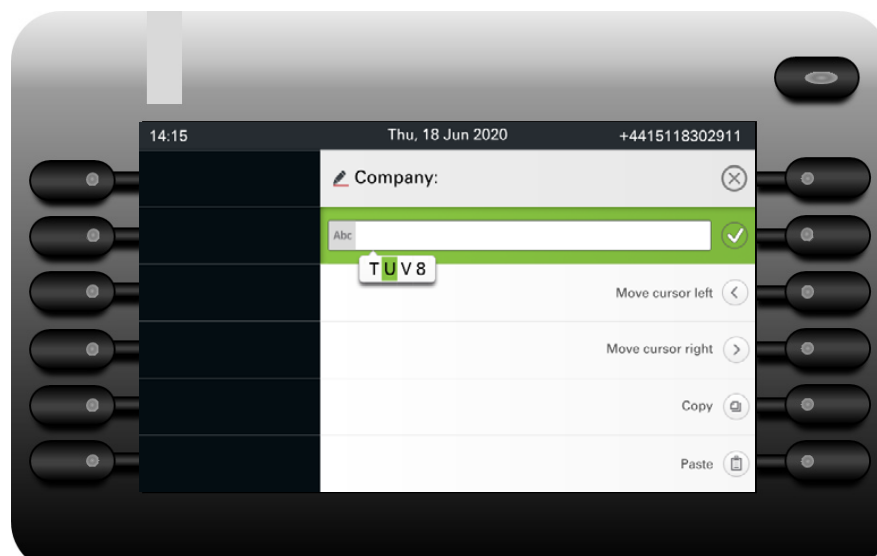 14:15 Thu, 18 Jun 2020 +4415118302911
Company:
Abc
T U V 8
Move cursor left
Move cursor right
Copy
Paste